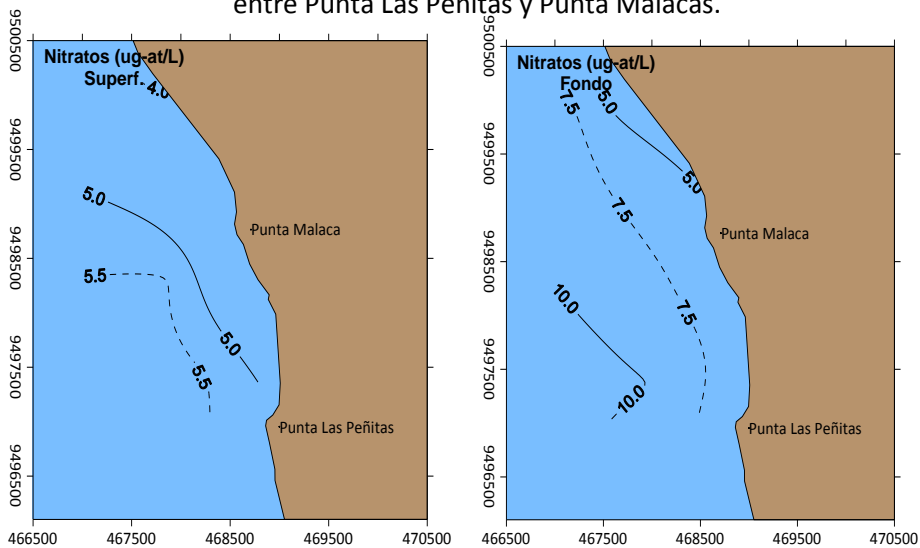 entre Punta Las Peñitas y Punta Malacas.
Nitratos (ug-at/L)
Superf.
4.0
5.0
5.5
5.0
5.5
Punta Malaca
Punta Las Peñitas
9500500
9499500
9498500
9497500
9496500
466500 467500 468500 469500 470500
Nitratos (ug-at/L)
Fondo
7.5
5.0
5.0
7.5
10.0
7.5
10.0
Punta Malaca
Punta Las Peñitas
9500500
9499500
9498500
9497500
9496500
466500 467500 468500 469500 470500